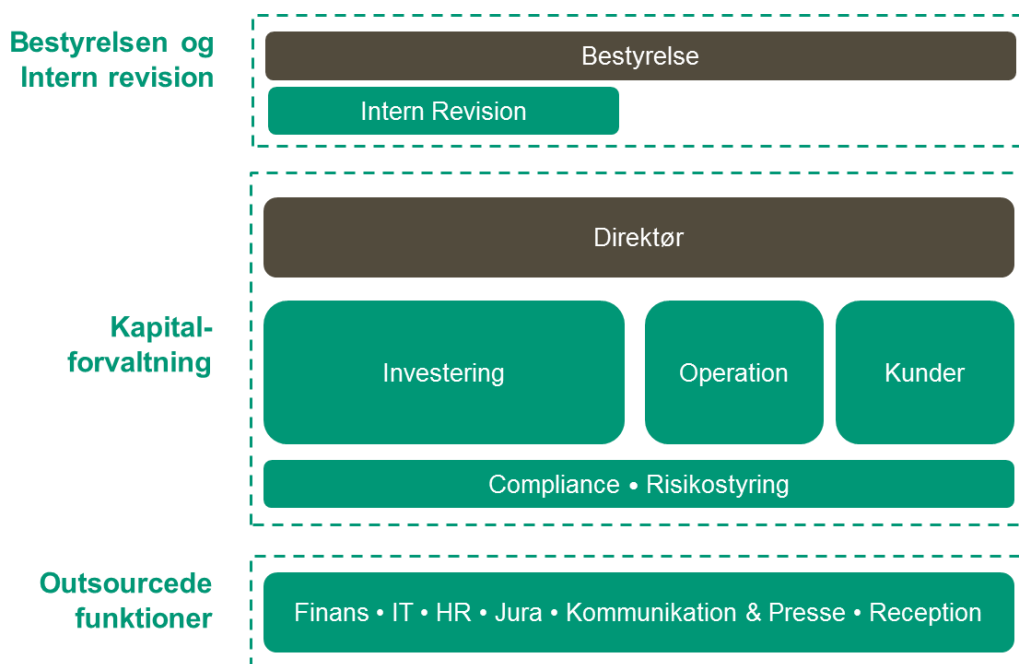 Bestyrelsen og
Intern revision
Bestyrelse
Intern Revision
Kapital-
forvaltning
Direktør
Investering
Operation
Kunder
Compliance • Risikostyring
Outsourcede
funktioner
Finans • IT • HR • Jura • Kommunikation & Presse • Reception